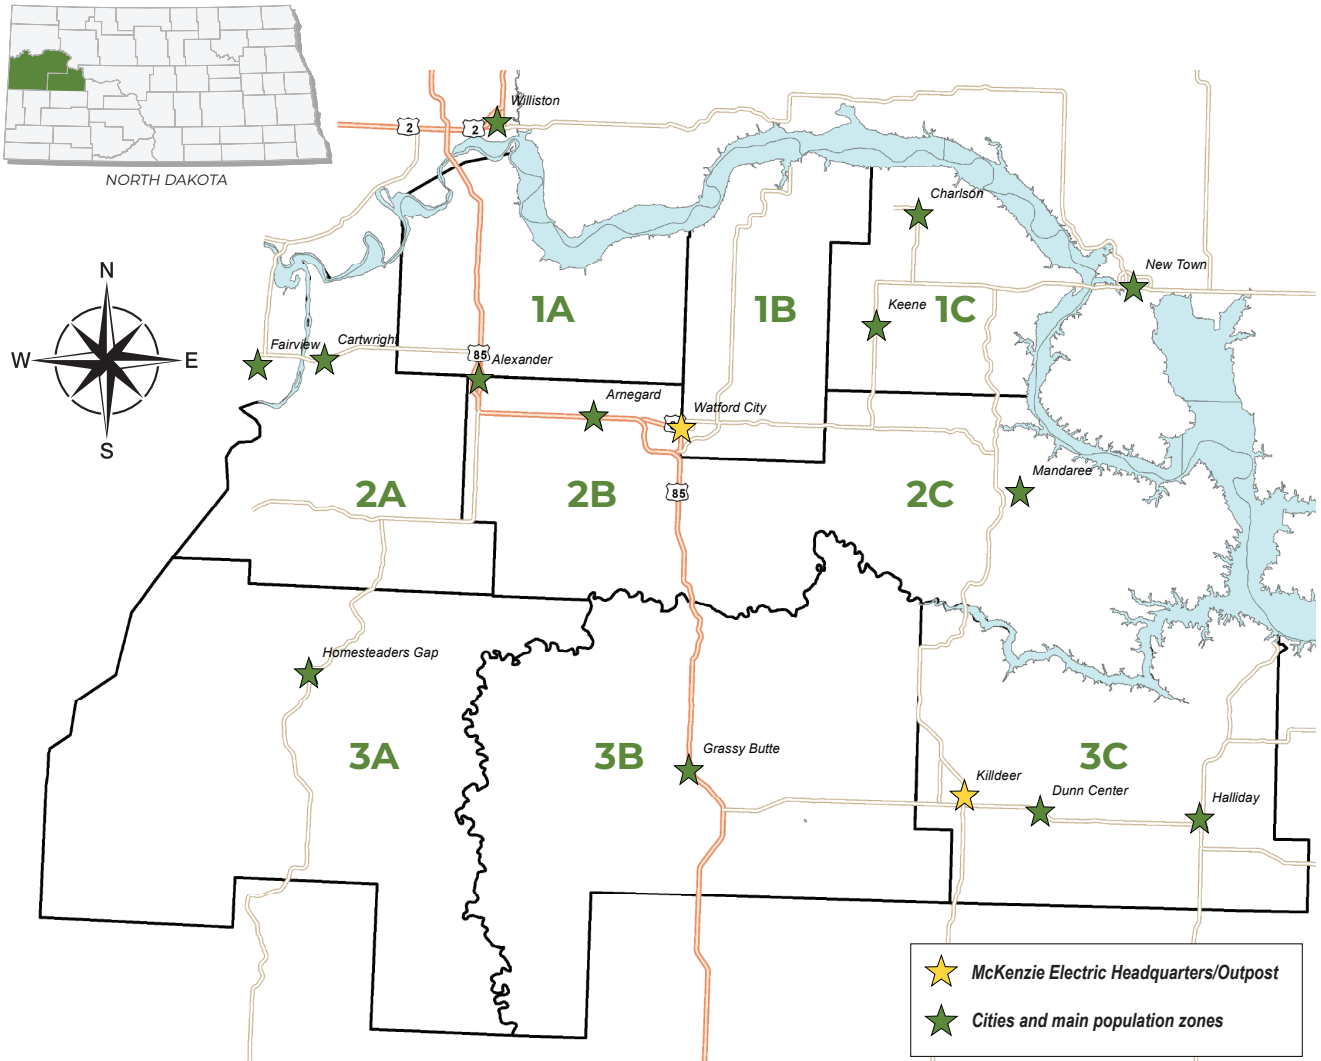 Williston
2
2
NORTH DAKOTA
Charlson
N
New Town
1A
1B
1C
Keene
Fairview
Cartwright
W
E
85
Alexander
Arnegard
Watford City
S
Mandaree
2A
2B
85
2C
Homesteaders Gap
3A
3B
Grassy Butte
3C
Killdeer
Dunn Center
Halliday
McKenzie Electric Headquarters/Outpost
Cities and main population zones